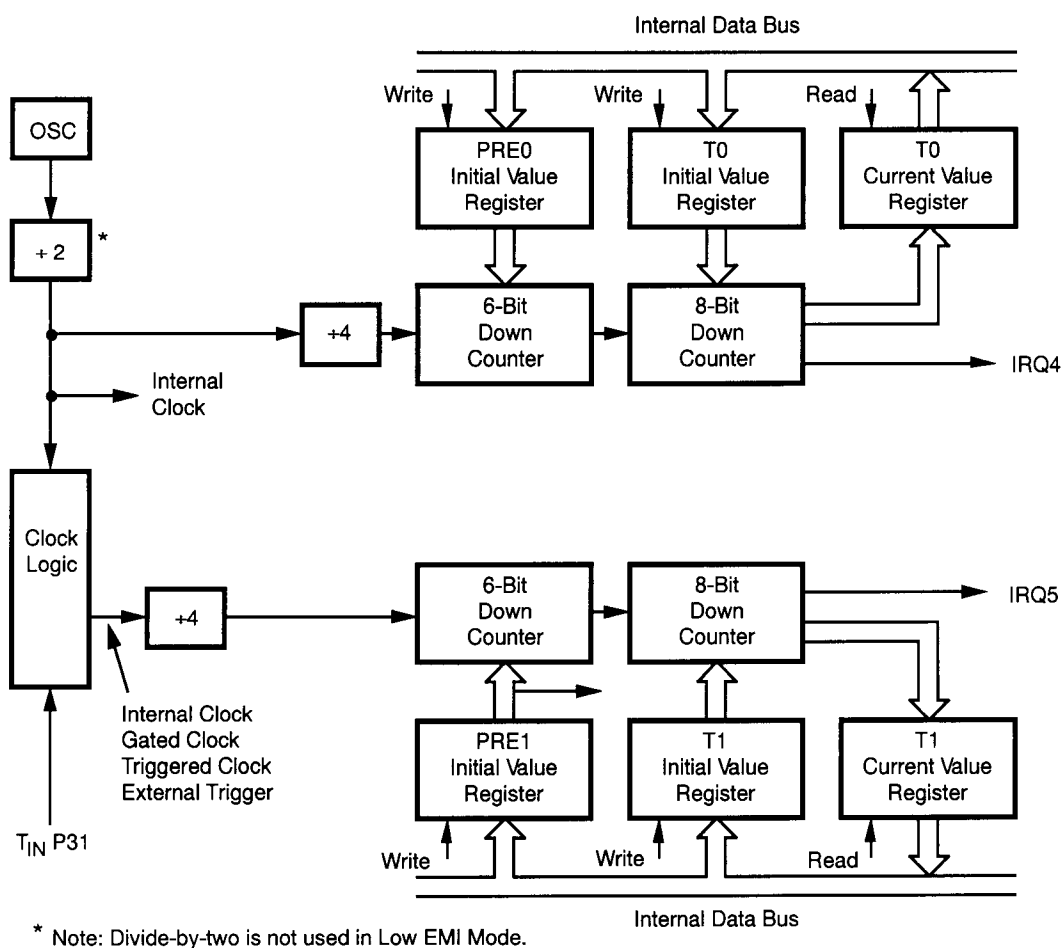 Internal Data Bus
Write
Write
Read
OSC
PRE0
Initial Value
Register
T0
Initial Value
Register
T0
Current Value
Register
÷ 2
*
÷4
6-Bit
Down
Counter
8-Bit
Down
Counter
IRQ4
Internal
Clock
Clock
Logic
÷4
6-Bit
Down
Counter
8-Bit
Down
Counter
IRQ5
Internal Clock
Gated Clock
Triggered Clock
External Trigger
PRE1
Initial Value
Register
T1
Initial Value
Register
T1
Current Value
Register
TIN P31
Write
Write
Read
Internal Data Bus
* Note: Divide-by-two is not used in Low EMI Mode.